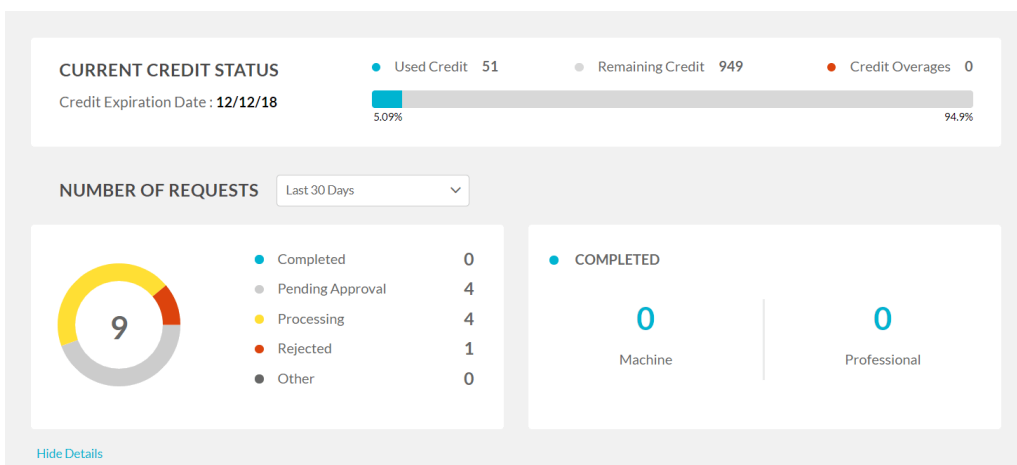 CURRENT CREDIT STATUS
Credit Expiration Date : 12/12/18
Used Credit 51
Remaining Credit 949
Credit Overages 0
5.09%
94.9%
NUMBER OF REQUESTS
Last 30 Days
9
Completed 0
Pending Approval 4
Processing 4
Rejected 1
Other 0
COMPLETED
0
Machine
0
Professional
Hide Details